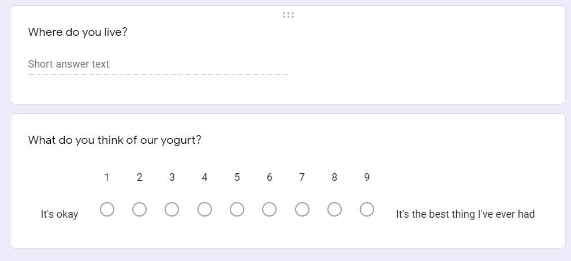 Where do you live?
Short answer text
What do you think of our yogurt?
1 2 3 4 5 6 7 8 9
It's okay It's the best thing I've ever had